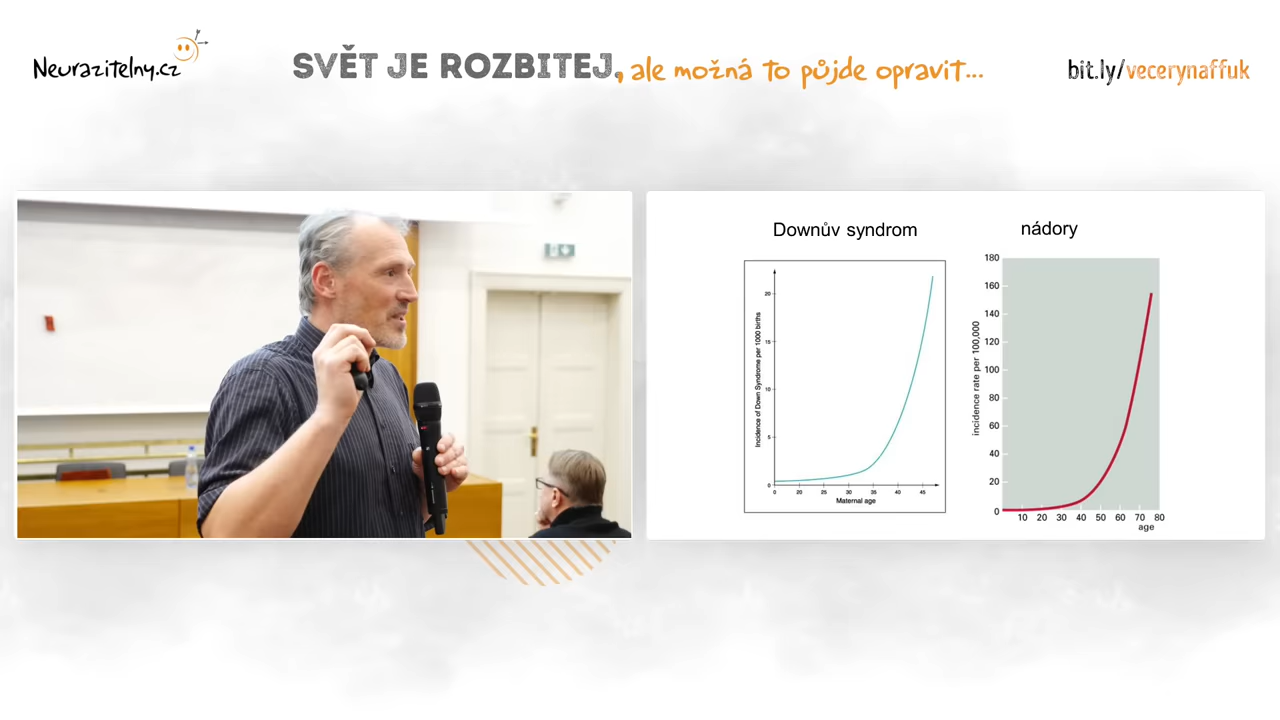 Neurazitelny.cz
SVĚT JE ROZBITEJ, ale možná to půjde opravit...
bit.ly/vecerynaffuk
Downův syndrom
Incidence of Down Syndrome per 1000 births
20
15
10
5
0
0 20 25 30 35 40 45
Maternal age
nádory
incidence rate per 100,000
180
160
140
120
100
80
60
40
20
0
10 20 30 40 50 60 70 80
age